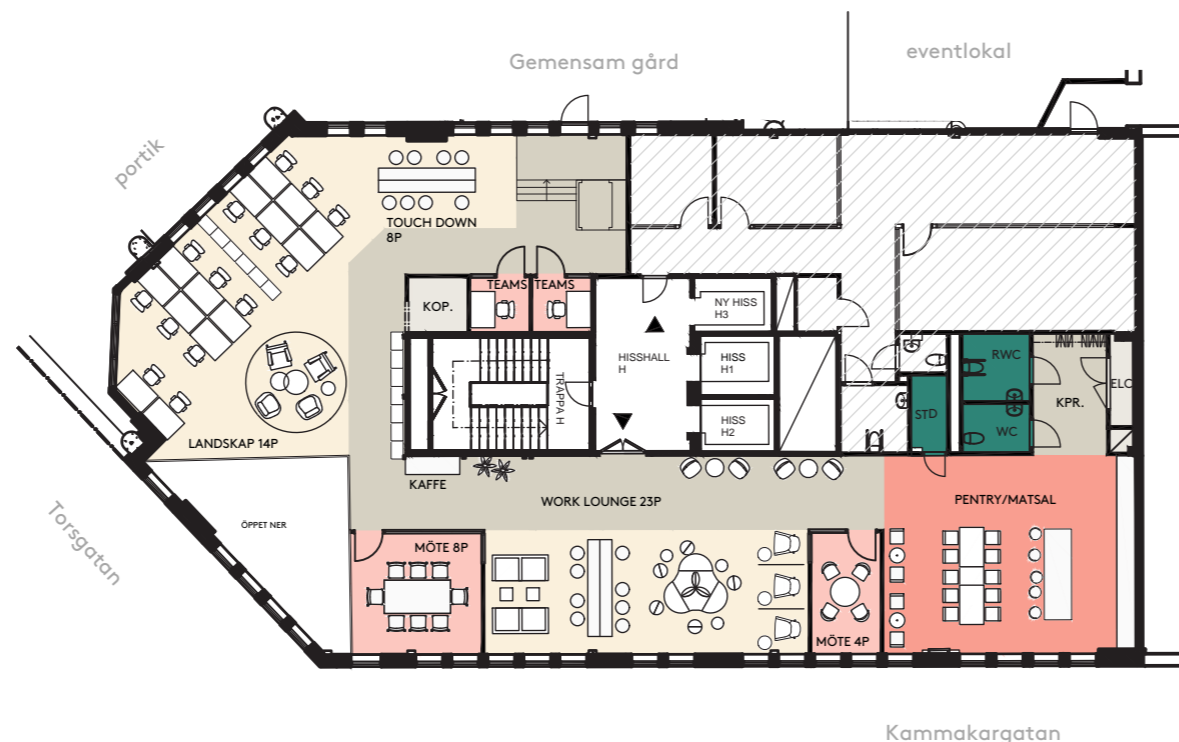 eventlokal
Gemensam gård
portik
TOUCH DOWN
8P
TEAMS
TEAMS
KOP.
NY HISS
H3
HISSHALL
H
HISS
H1
HISS
H2
TRAPPA H
RWC
ELC
KPR.
STD
WC
LANDSKAP 14P
KAFFE
WORK LOUNGE 23P
PENTRY/MATSAL
ÖPPET NER
Torsgatan
MÖTE 8P
MÖTE 4P
Kammakargatan